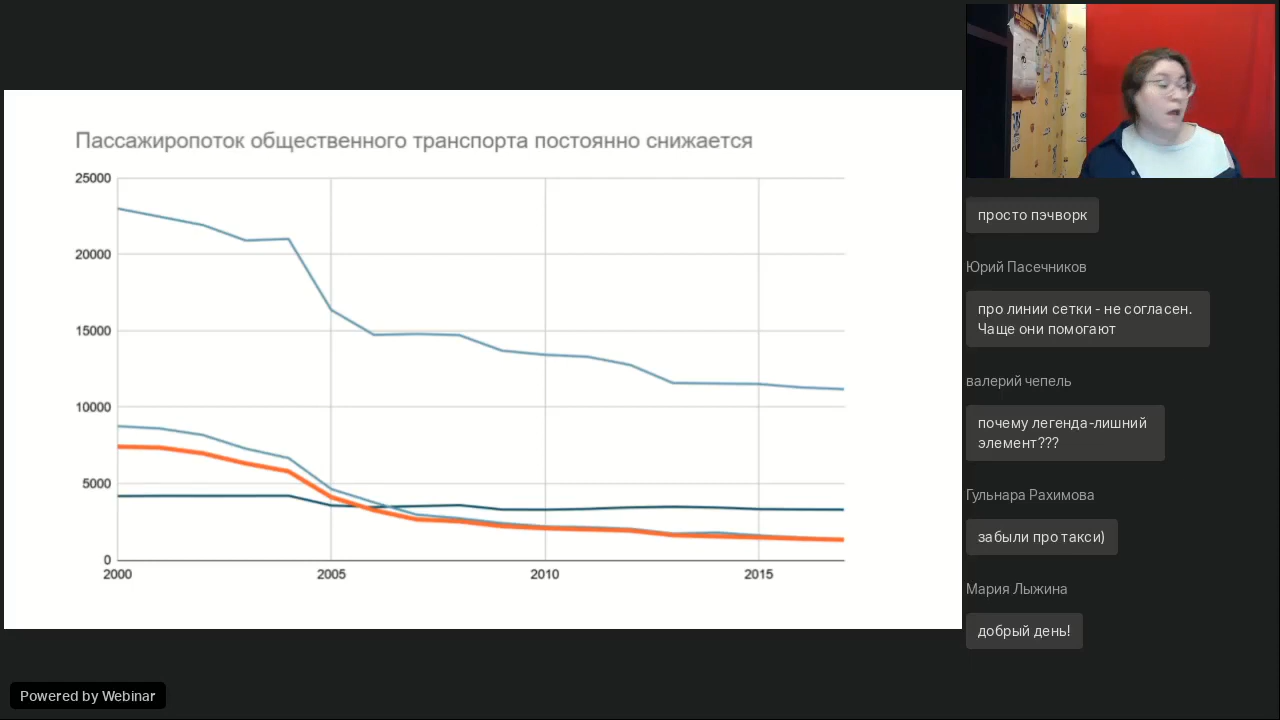 Пассажиропоток общественного транспорта постоянно снижается
25000
20000
15000
10000
5000
0
2000
2005
2010
2015
просто пэчворк
Юрий Пасечников
про линии сетки - не согласен.
Чаще они помогают
валерий чепель
почему легенда-лишний
элемент???
Гульнара Рахимова
забыли про такси)
Мария Лыжина
добрый день!
Powered by Webinar